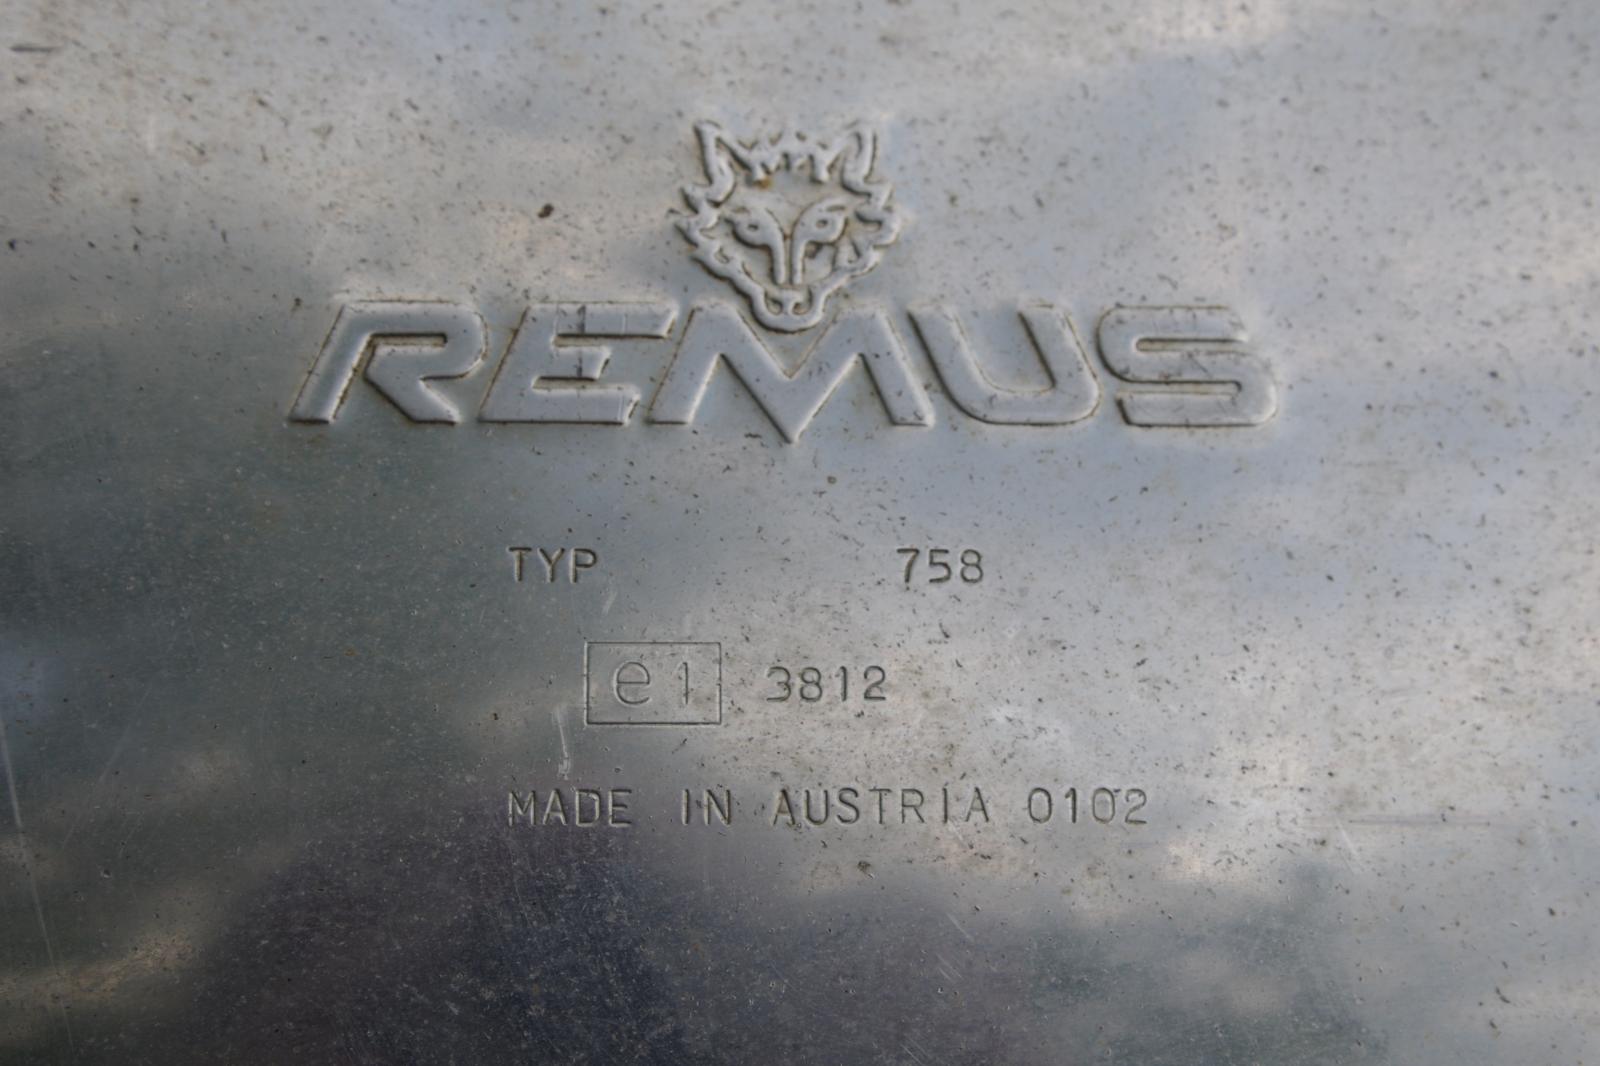 REMUS
TYP 758
e1 3812
MADE IN AUSTRIA 0102